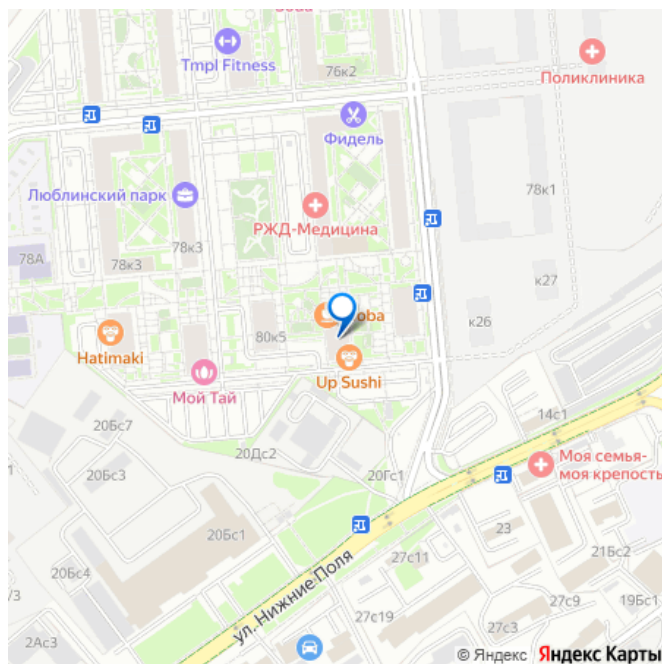 Tmpl Fitness
76к2
Поликлиника
Фидель
Люблинский парк
РЖД-Медицина
78к1
78А
78к3
78к3
к27
к26
80к5
Hatimaki
Мой Тай
Up Sushi
14с1
20Бс7
20Дс2
20Бс3
20Гс1
Моя семья-
моя крепость
20Бс1
23
27с11
21Бс2
20Бс4
ул. Нижние Поля
27с19
27с3
27с9
19Бс1
2Ас3
© Яндекс Яндекс Карты